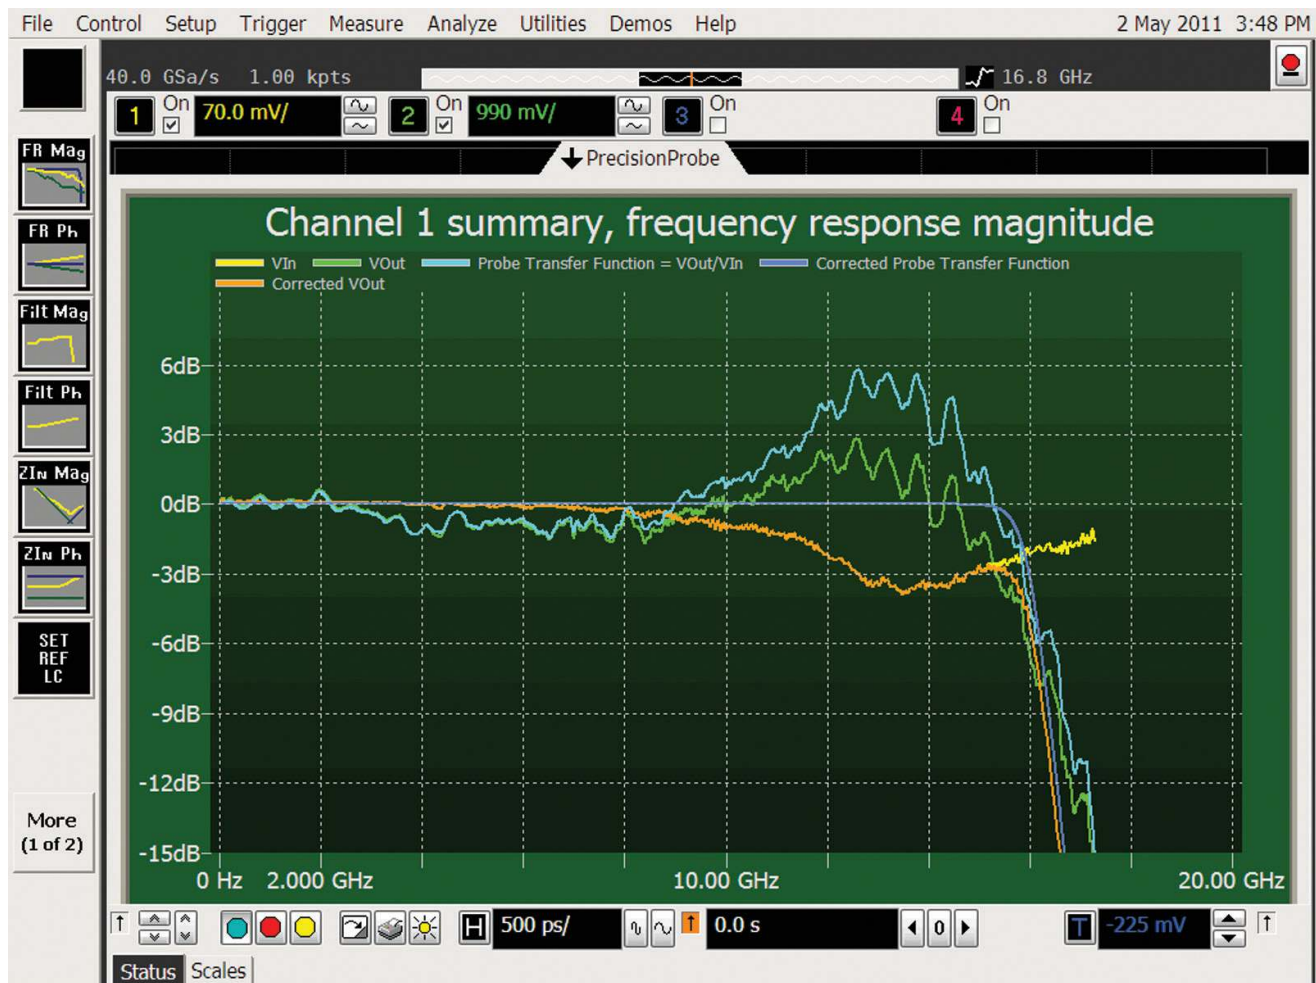 File Control Setup Trigger Measure Analyze Utilities Demos Help 2 May 2011 3:48 PM
40.0 GSa/s 1.00 kpts 16.8 GHz
1 On 70.0 mV/ 2 On 990 mV/ 3 On 4 On
PrecisionProbe
FR Mag
FR Ph
Filt Mag
Filt Ph
ZIn Mag
ZIn Ph
SET
REF
LC
More
(1 of 2)
Channel 1 summary, frequency response magnitude
VIn VOut Probe Transfer Function = VOut/VIn Corrected Probe Transfer Function
Corrected VOut
6dB
3dB
0dB
-3dB
-6dB
-9dB
-12dB
-15dB
0 Hz 2.000 GHz 10.00 GHz 20.00 GHz
H 500 ps/ 0.0 s 0 T -225 mV
Status Scales